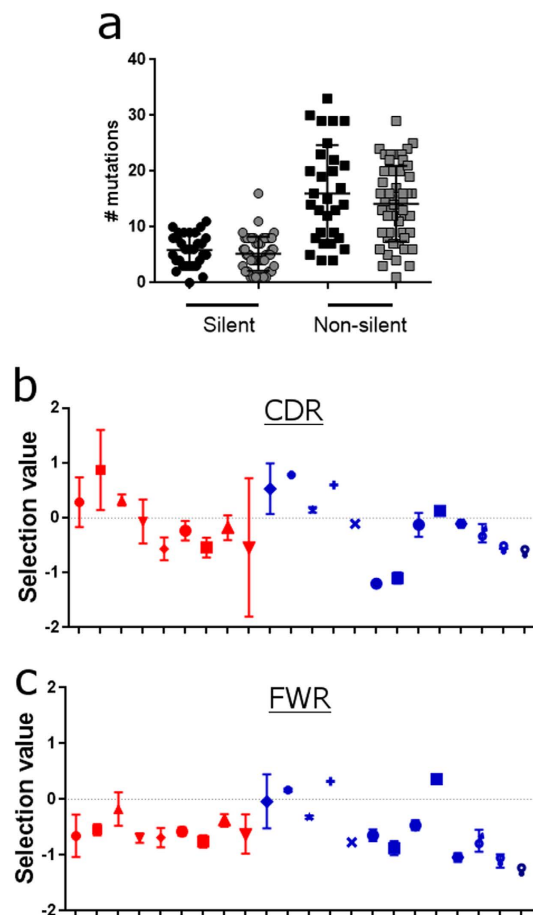 a
40
30
20
10
0
# mutations
Silent Non-silent
b
CDR
2
1
0
-1
-2
Selection value
c
FWR
2
1
0
-1
-2
Selection value